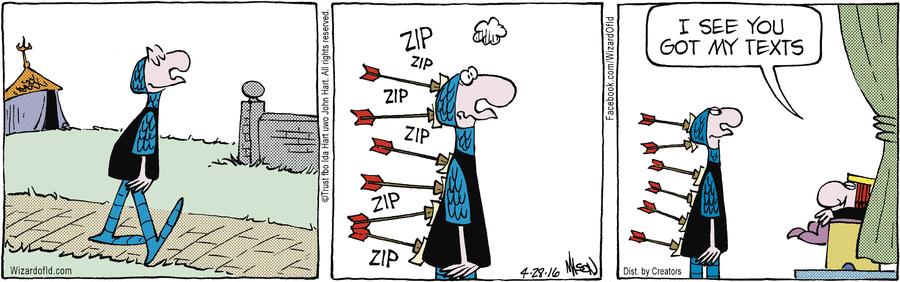 Wizardofid.com
©Trust fbo Ida Hart uwo John Hart. All rights reserved.
ZIP
ZIP
ZIP
ZIP
ZIP
ZIP
4-28-16 MASON
Facebook.com/WizardOfId
I SEE YOU
GOT MY TEXTS
Dist. by Creators